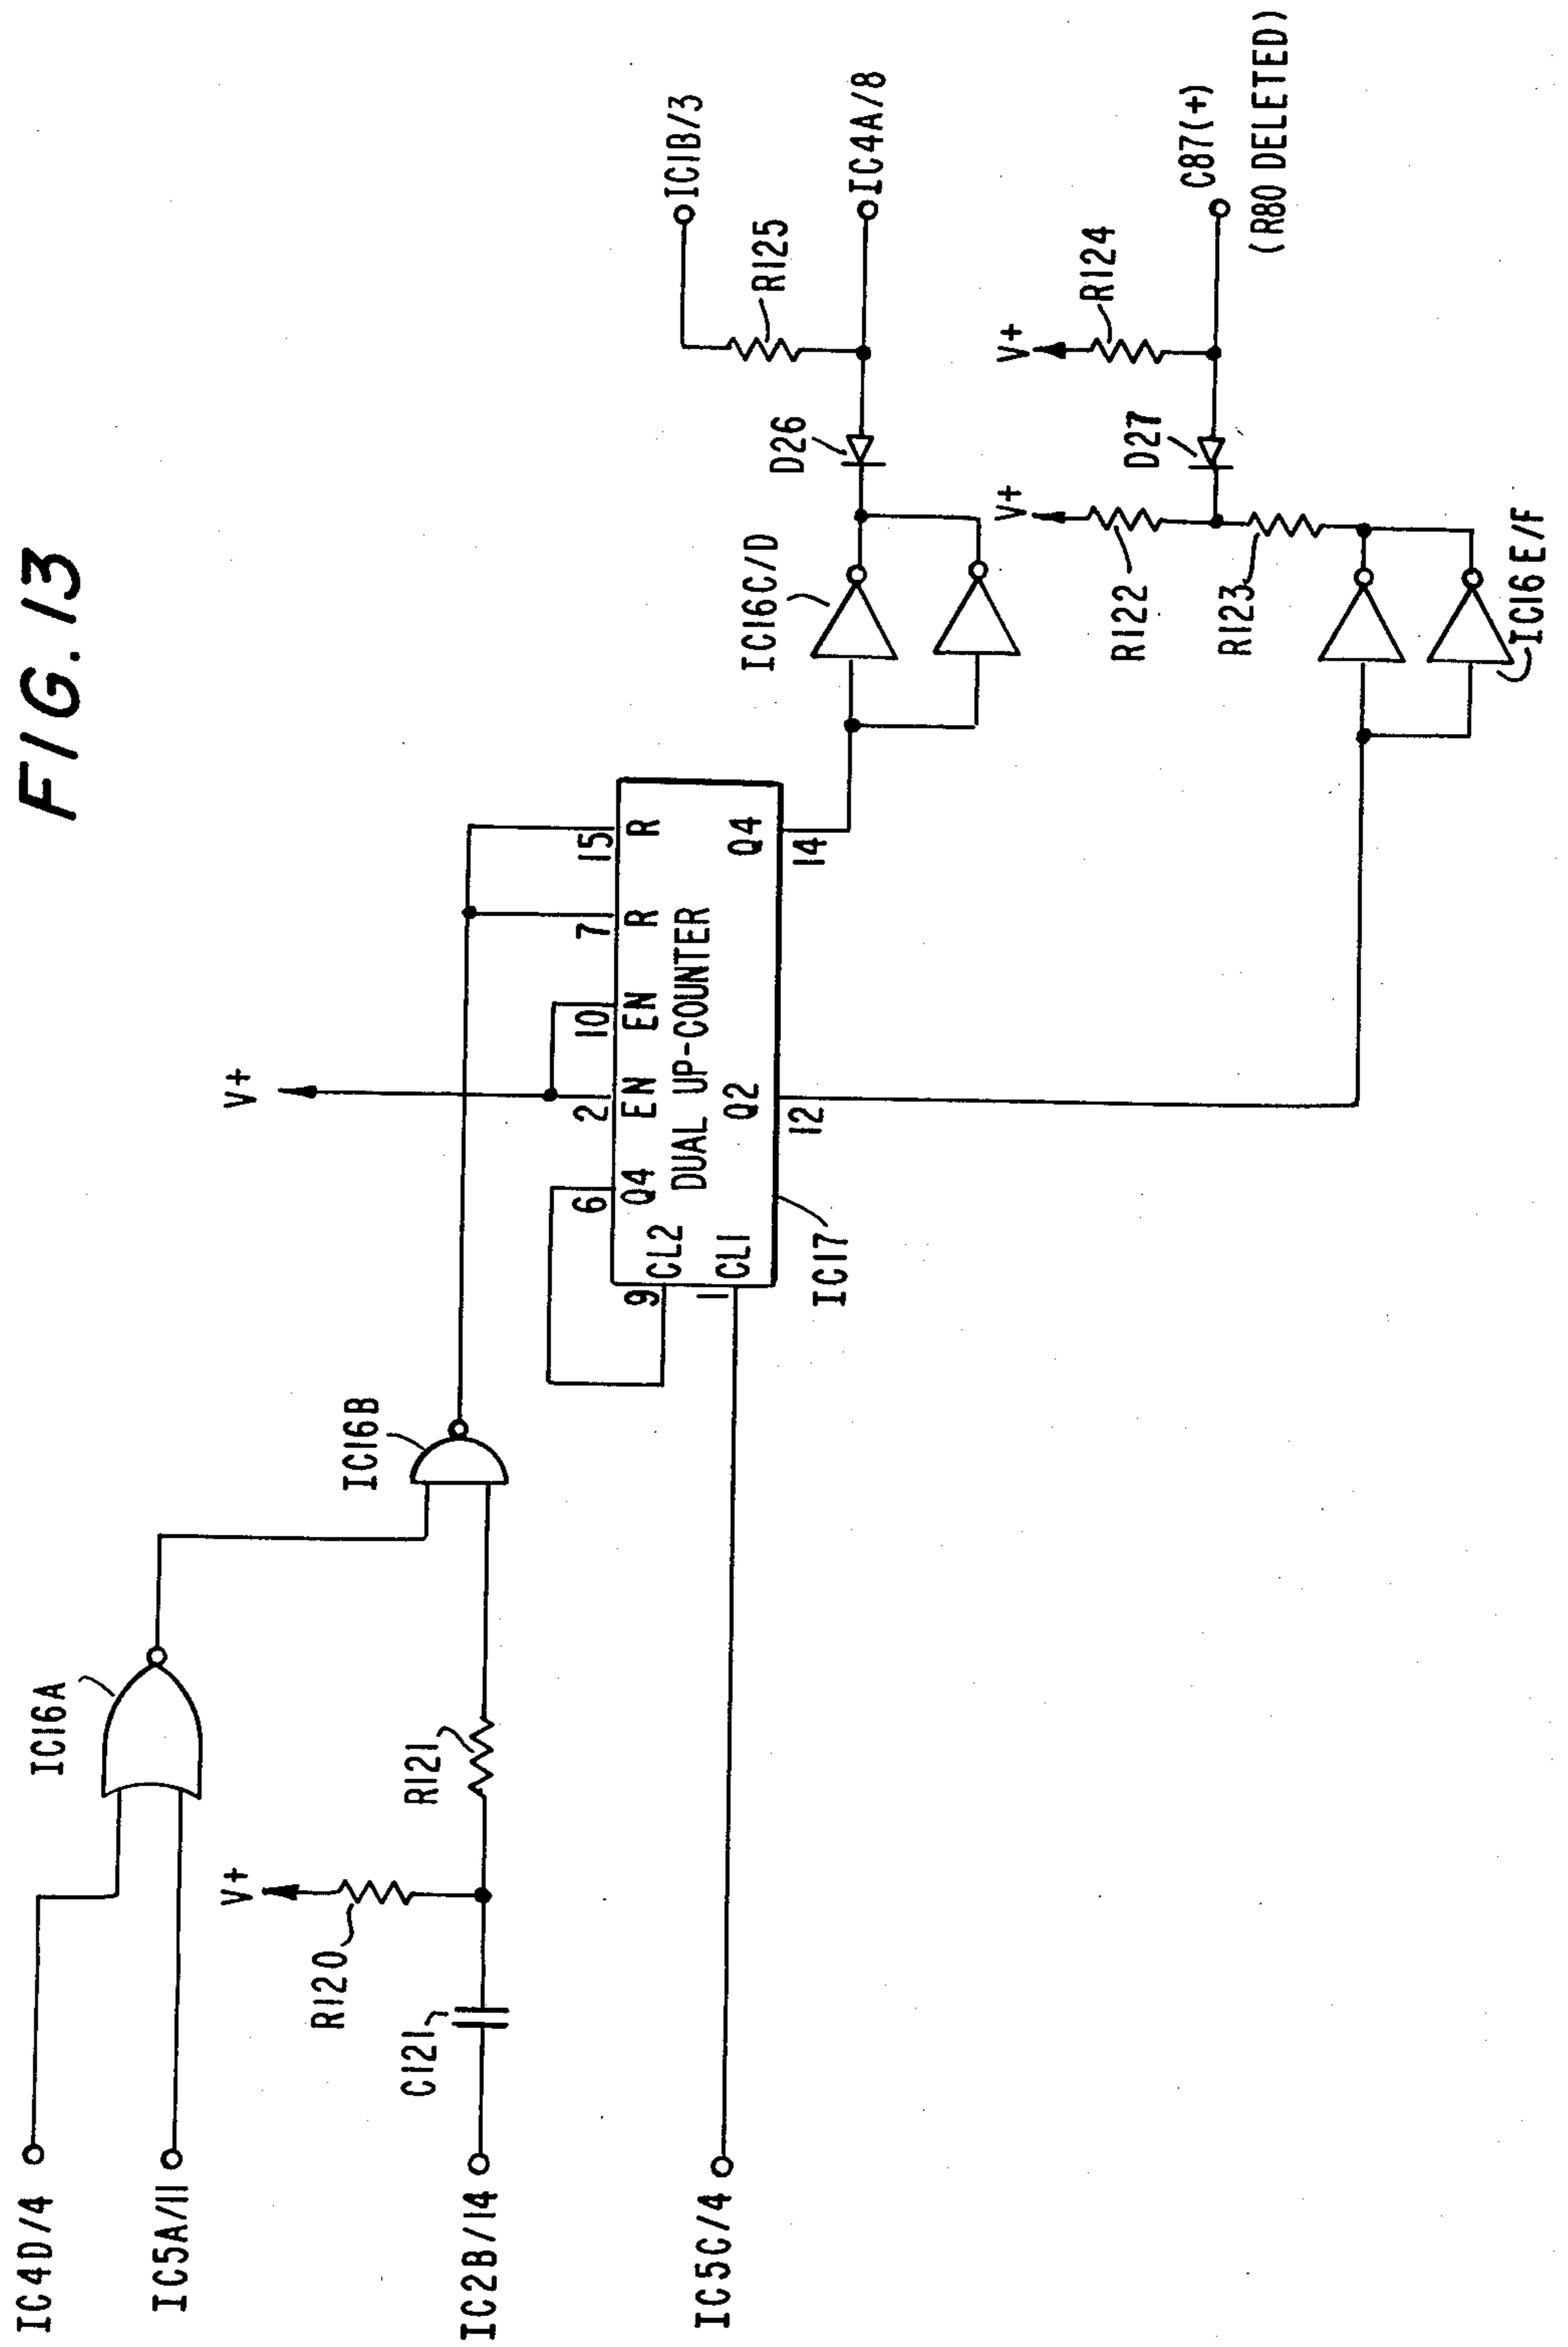 FIG. 13
IC4D/4
IC16A
IC5A/11
V+
R120
C121
R121
IC2B/14
IC16B
V+
IC5C/4
6
2
10
7
15
Q4
EN
EN
R
R
9
CL2
DUAL UP-COUNTER
1
CL1
Q2
Q4
12
14
IC17
IC1B/3
R125
IC4A/8
D26
IC16C/D
V+
V+
R124
D27
C87(+)
(R80 DELETED)
R122
R123
IC16E/F